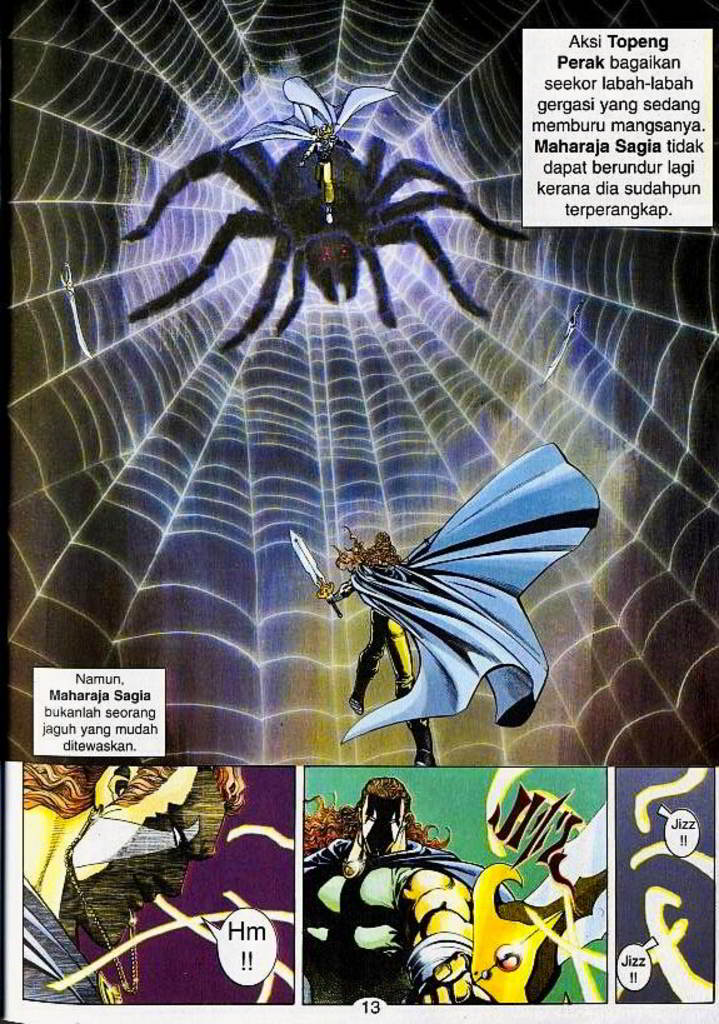 Aksi Topeng
Perak bagaikan
seekor labah-labah
gergasi yang sedang
memburu mangsanya.
Maharaja Sagia tidak
dapat berundur lagi
kerana dia sudahpun
terperangkap.
Namun,
Maharaja Sagia
bukanlah seorang
jaguh yang mudah
ditewaskan.
Hm
!!
Jizz
!!
Jizz
!!
13